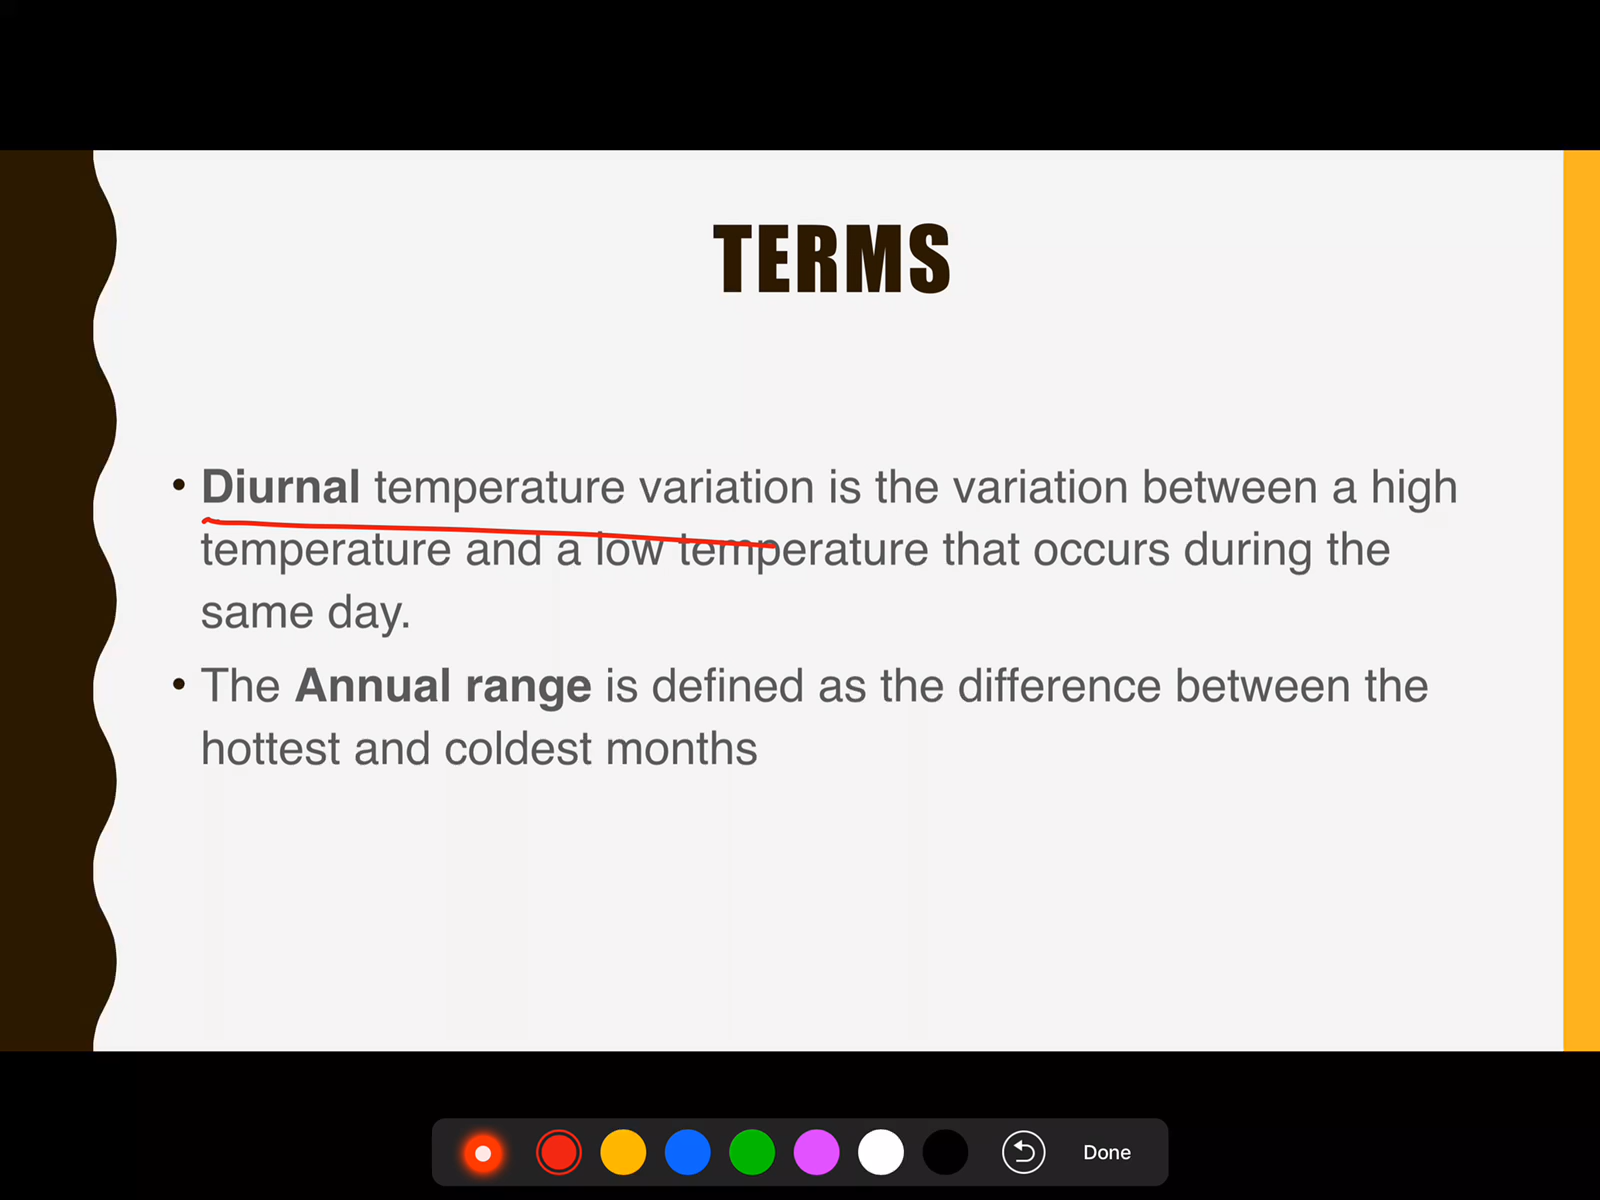 TERMS
• Diurnal temperature variation is the variation between a high
temperature and a low temperature that occurs during the
same day.
• The Annual range is defined as the difference between the
hottest and coldest months
Done